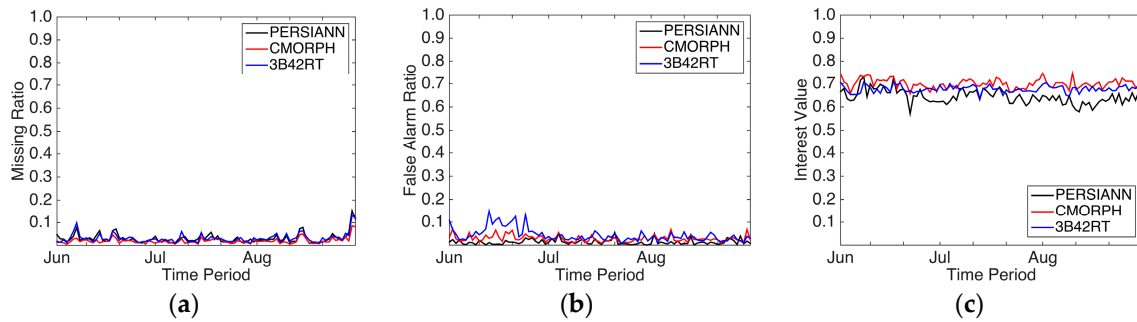 1.0
0.9
0.8
0.7
0.6
0.5
0.4
0.3
0.2
0.1
Missing Ratio
PERSIANN
CMORPH
3B42RT
Jun
Jul
Aug
Time Period
(a)
1.0
0.9
0.8
0.7
0.6
0.5
0.4
0.3
0.2
0.1
False Alarm Ratio
PERSIANN
CMORPH
3B42RT
Jun
Jul
Aug
Time Period
(b)
1.0
0.9
0.8
0.7
0.6
0.5
0.4
0.3
0.2
0.1
Interest Value
PERSIANN
CMORPH
3B42RT
Jun
Jul
Aug
Time Period
(c)